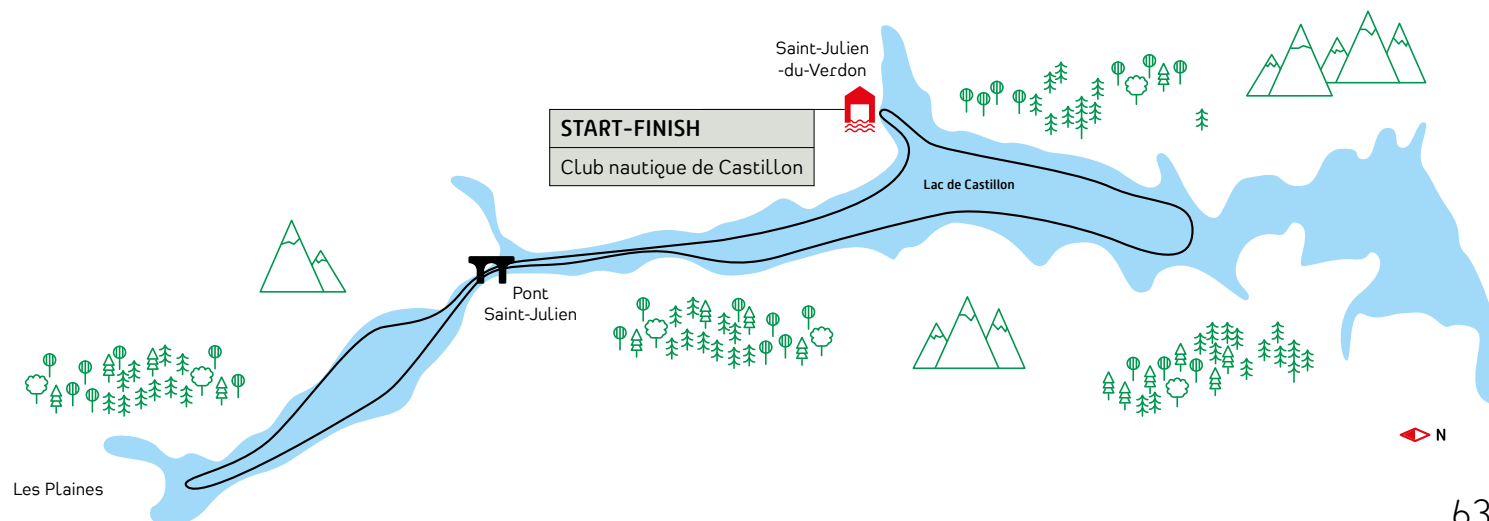 Saint-Julien
-du-Verdon
START-FINISH
Club nautique de Castillon
Lac de Castillon
Pont
Saint-Julien
N
Les Plaines
63